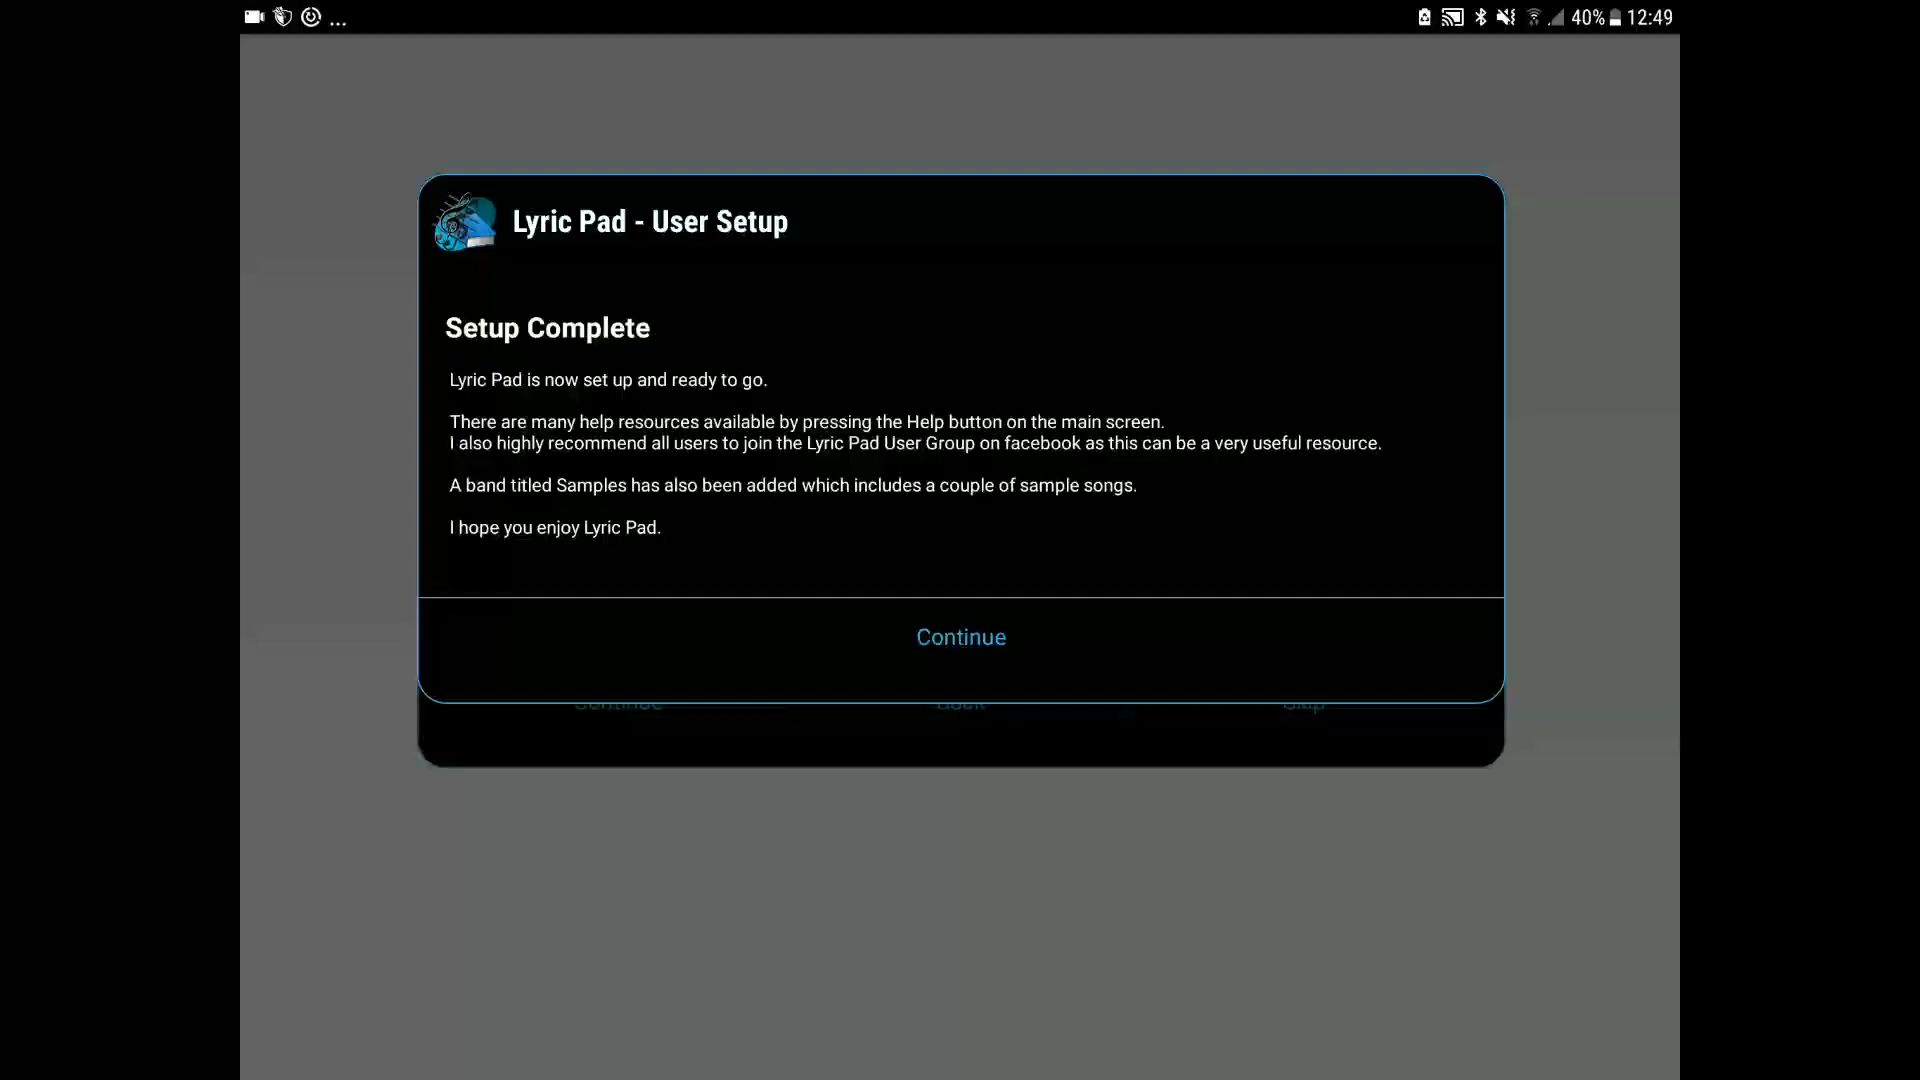 ... 40% 12:49
Lyric Pad - User Setup
Setup Complete
Lyric Pad is now set up and ready to go.
There are many help resources available by pressing the Help button on the main screen.
I also highly recommend all users to join the Lyric Pad User Group on facebook as this can be a very useful resource.
A band titled Samples has also been added which includes a couple of sample songs.
I hope you enjoy Lyric Pad.
Continue
Continue Back Skip